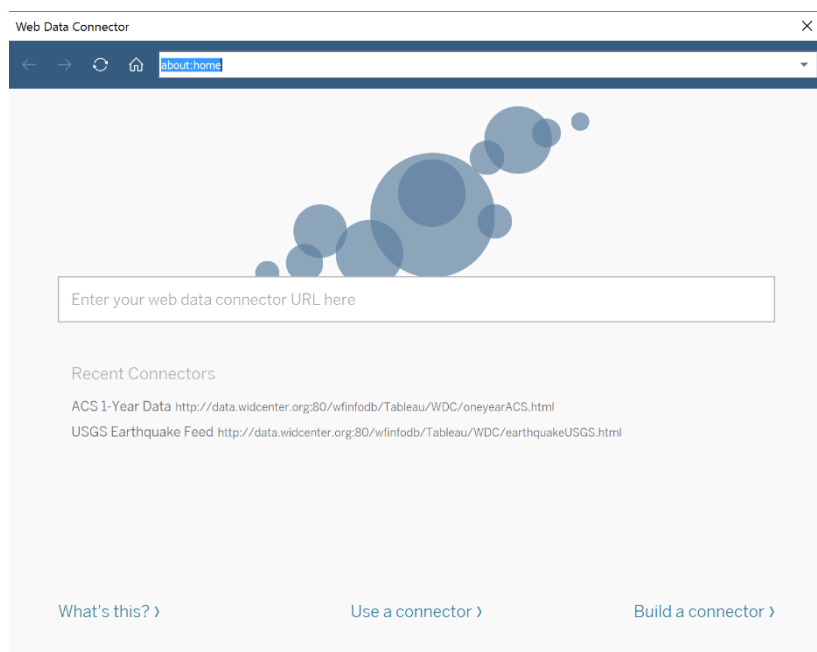 Web Data Connector
about:home
Enter your web data connector URL here
Recent Connectors
ACS 1-Year Data http://data.widcenter.org:80/wfinfodb/Tableau/WDC/oneyearACS.html
USGS Earthquake Feed http://data.widcenter.org:80/wfinfodb/Tableau/WDC/earthquakeUSGS.html
What's this? › Use a connector › Build a connector ›